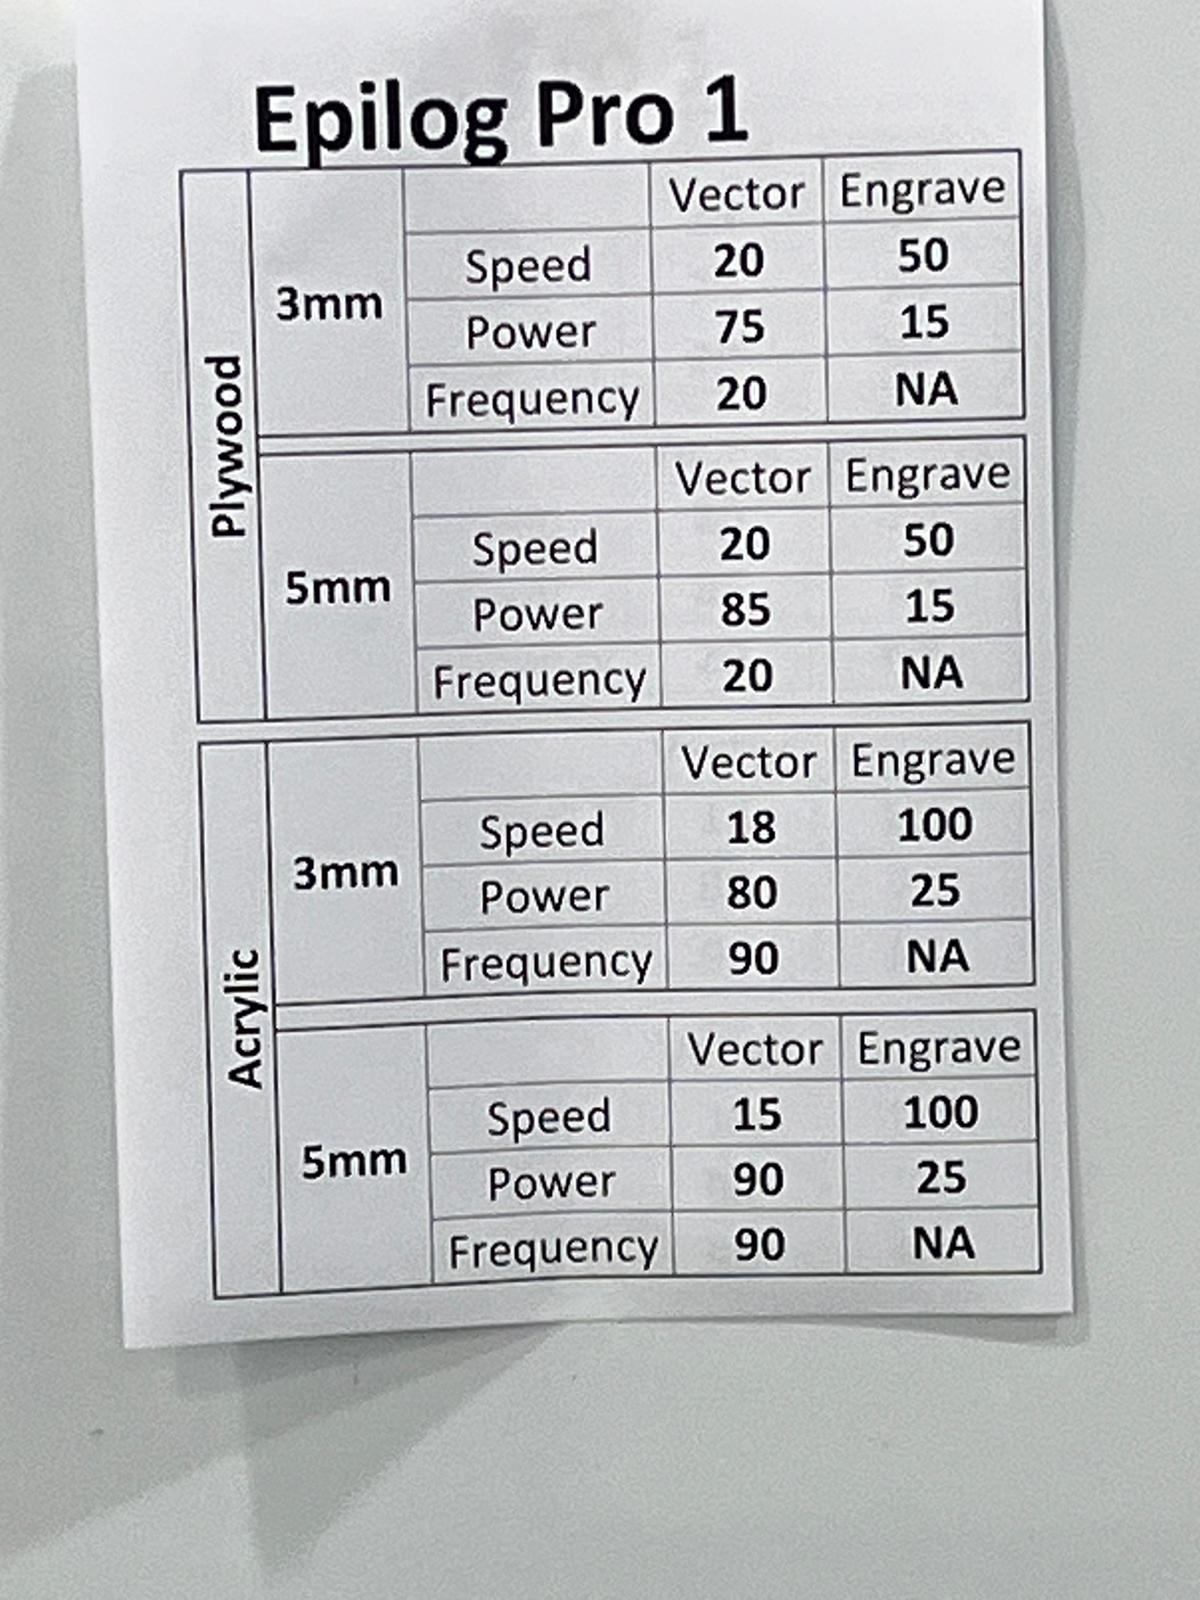 Epilog Pro 1
Plywood
3mm
Vector Engrave
Speed 20 50
Power 75 15
Frequency 20 NA
5mm
Vector Engrave
Speed 20 50
Power 85 15
Frequency 20 NA
Acrylic
3mm
Vector Engrave
Speed 18 100
Power 80 25
Frequency 90 NA
5mm
Vector Engrave
Speed 15 100
Power 90 25
Frequency 90 NA